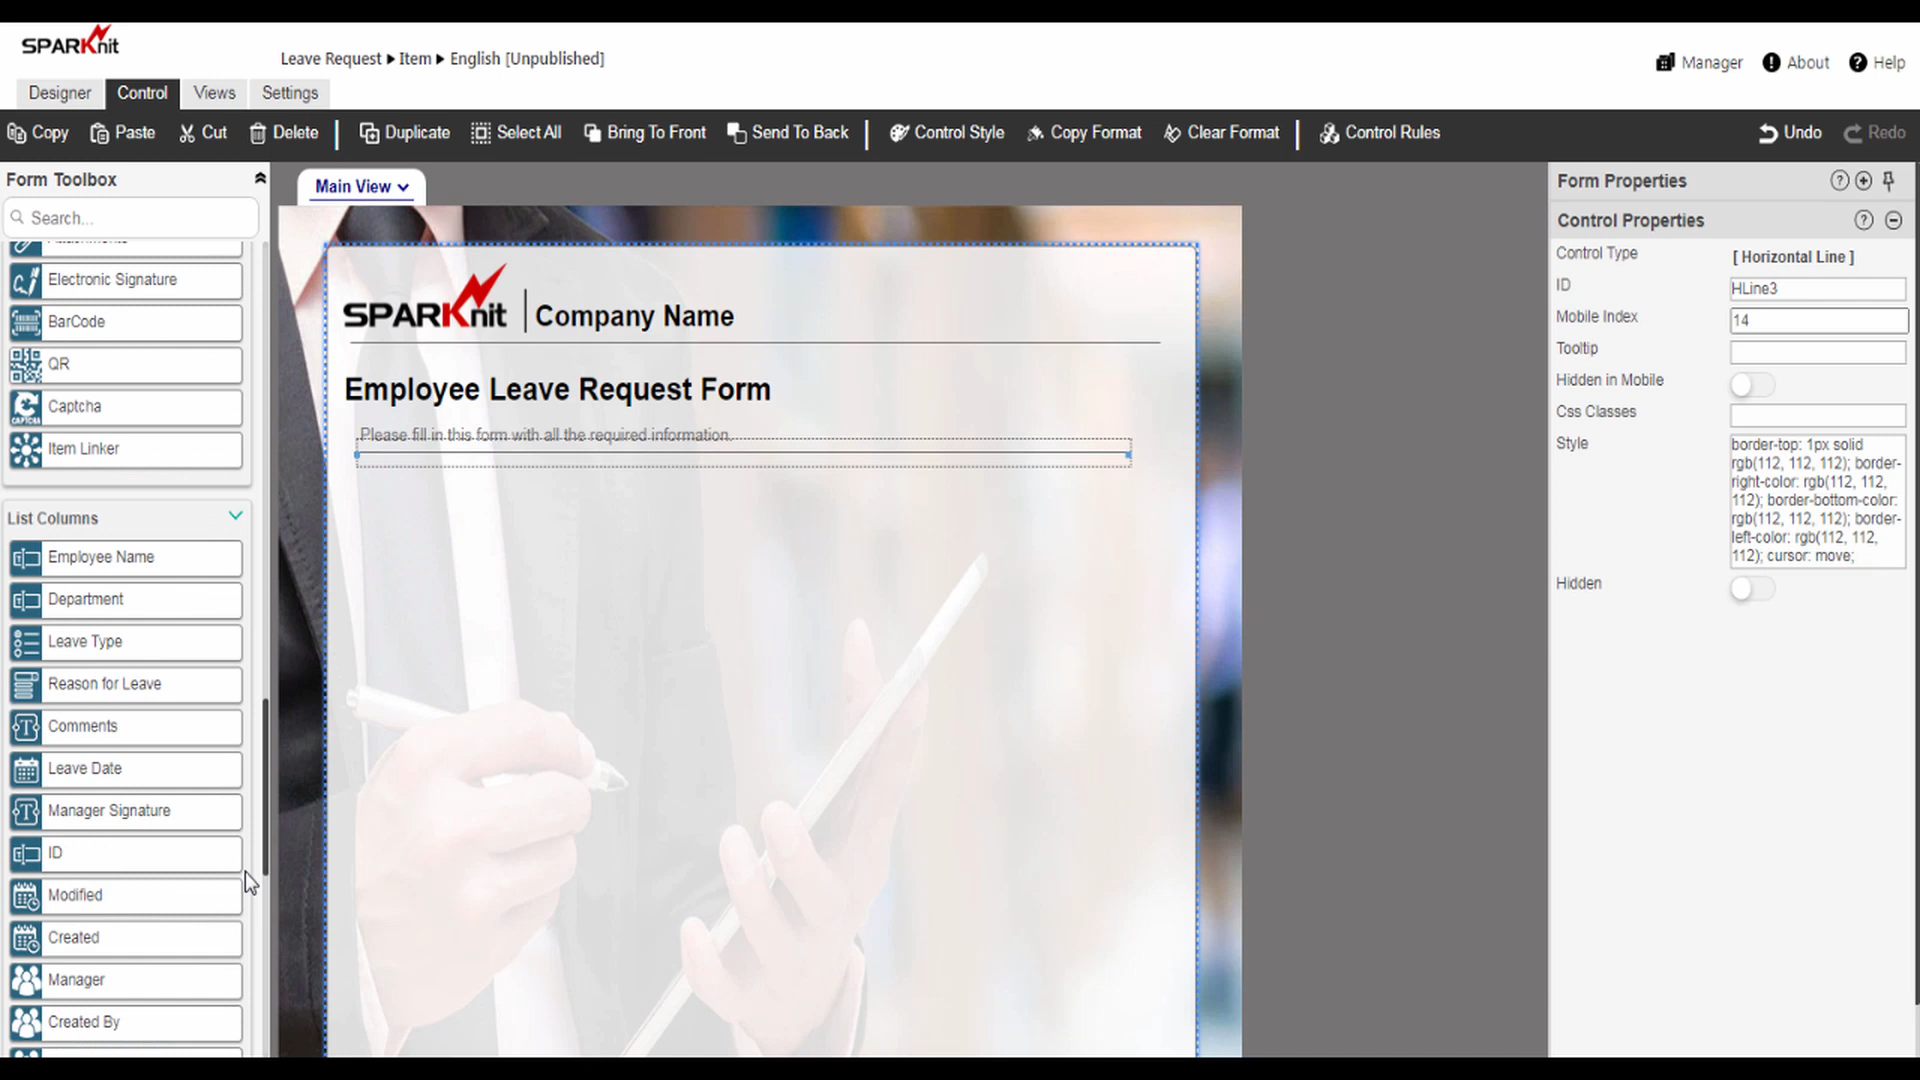 SPARKnit
Leave Request ▶ Item ▶ English [Unpublished]
Manager
About
Help
Designer
Control
Views
Settings
Copy
Paste
Cut
Delete
Duplicate
Select All
Bring To Front
Send To Back
Control Style
Copy Format
Clear Format
Control Rules
Undo
Redo
Form Toolbox
Search...
Attachments
Electronic Signature
BarCode
QR
CAPTCHA
Captcha
Item Linker
List Columns
Employee Name
Department
Leave Type
Reason for Leave
Comments
Leave Date
Manager Signature
ID
Modified
Created
Manager
Created By
Main View
SPARKnit
Company Name
Employee Leave Request Form
Please fill in this form with all the required information.
Form Properties
Control Properties
Control Type
[ Horizontal Line ]
ID
HLine3
Mobile Index
14
Tooltip
Hidden in Mobile
Css Classes
Style
border-top: 1px solid
rgb(112, 112, 112); border-
right-color: rgb(112, 112,
112); border-bottom-color:
rgb(112, 112, 112); border-
left-color: rgb(112, 112,
112); cursor: move;
Hidden